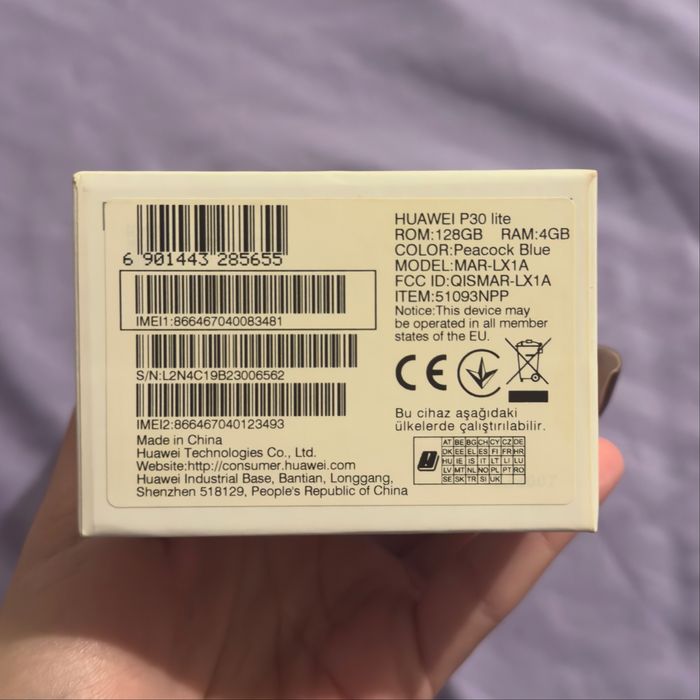 6 901443 285655
IMEI1:866467040083481
S/N:L2N4C19B23006562
IMEI2:866467040123493
Made in China
Huawei Technologies Co., Ltd.
Website:http://consumer.huawei.com
Huawei Industrial Base, Bantian, Longgang,
Shenzhen 518129, People's Republic of China
HUAWEI P30 lite
ROM:128GB RAM:4GB
COLOR:Peacock Blue
MODEL:MAR-LX1A
FCC ID:QISMAR-LX1A
ITEM:51093NPP
Notice:This device may
be operated in all member
states of the EU.
CE
Bu cihaz aşağıdaki
ülkelerde çalıştırılabilir.
AT BE BG CH CY CZ DE
DK EE EL ES FI FR HR
HU IE IS IT LT LI LU
LV MT NL NO PL PT RO
SE SK TR SI UK